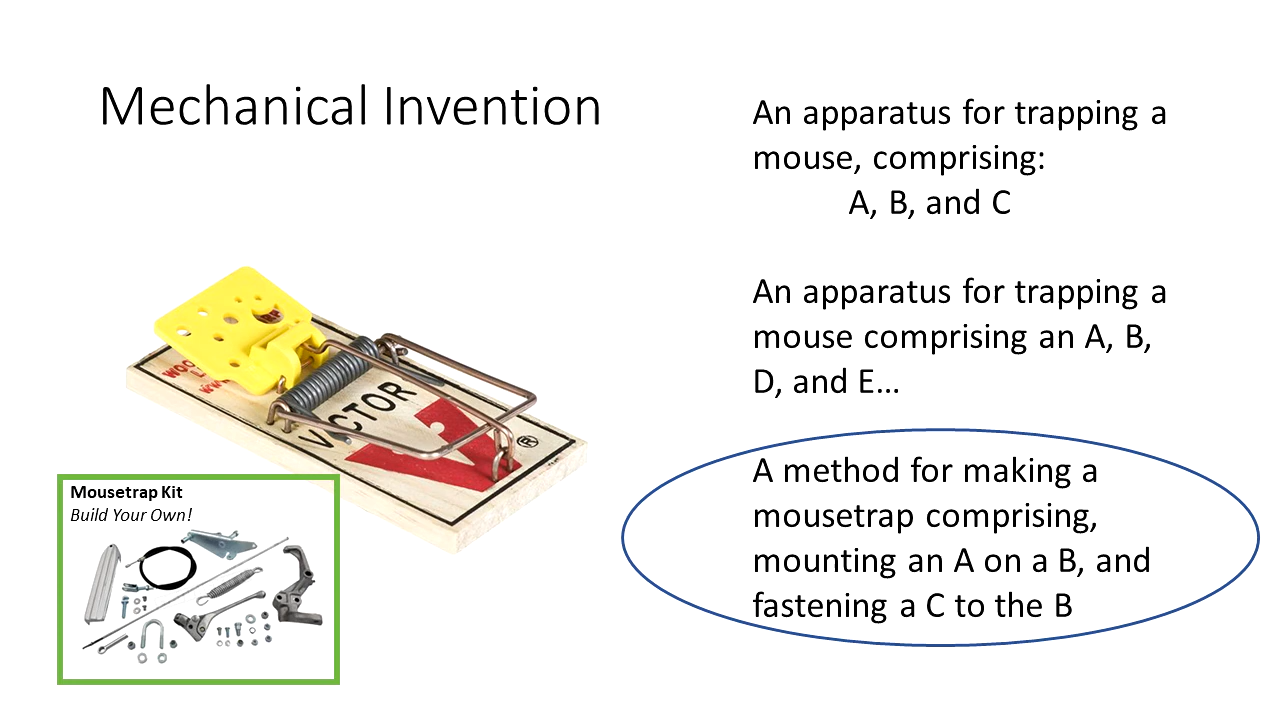 Mechanical Invention
An apparatus for trapping a
mouse, comprising:
A, B, and C
An apparatus for trapping a
mouse comprising an A, B,
D, and E…
A method for making a
mousetrap comprising,
mounting an A on a B, and
fastening a C to the B
VICTOR
®
Mousetrap Kit
Build Your Own!